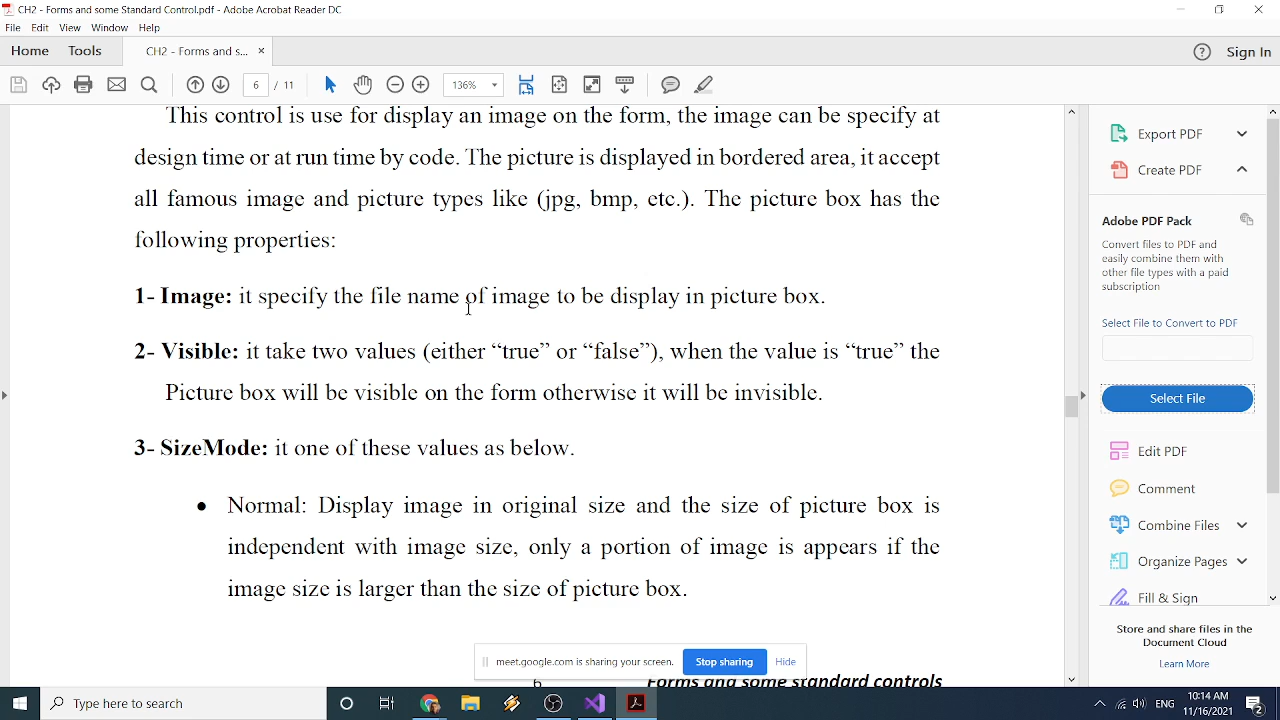 CH2 - Forms and some Standard Control.pdf - Adobe Acrobat Reader DC
File Edit View Window Help
Home Tools CH2 - Forms and s... × Sign In
6 / 11 136%
This control is use for display an image on the form, the image can be specify at
design time or at run time by code. The picture is displayed in bordered area, it accept
all famous image and picture types like (jpg, bmp, etc.). The picture box has the
following properties:
1- Image: it specify the file name of image to be display in picture box.
2- Visible: it take two values (either “true” or “false”), when the value is “true” the
Picture box will be visible on the form otherwise it will be invisible.
3- SizeMode: it one of these values as below.
● Normal: Display image in original size and the size of picture box is
independent with image size, only a portion of image is appears if the
image size is larger than the size of picture box.
6 Forms and some standard controls
Export PDF
Create PDF
Adobe PDF Pack
Convert files to PDF and
easily combine them with
other file types with a paid
subscription
Select File to Convert to PDF
Select File
Edit PDF
Comment
Combine Files
Organize Pages
Fill & Sign
Store and share files in the
Document Cloud
Learn More
meet.google.com is sharing your screen. Stop sharing Hide
Type here to search
ENG
10:14 AM
11/16/2021
2